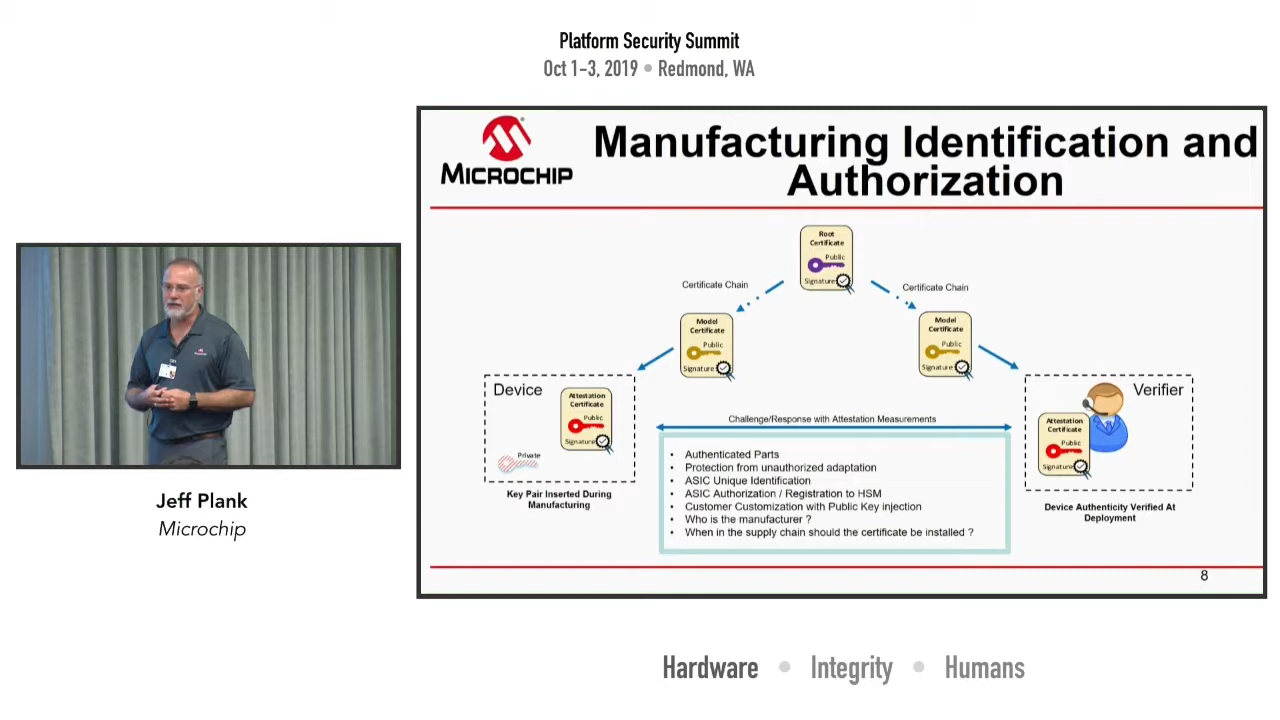 Platform Security Summit
Oct 1-3, 2019 • Redmond, WA
MICROCHIP
Manufacturing Identification and
Authorization
Root
Certificate
Public
Signature
Certificate Chain
Certificate Chain
Model
Certificate
Public
Signature
Model
Certificate
Public
Signature
Device
Attestation
Certificate
Public
Signature
Private
Key Pair Inserted During
Manufacturing
Challenge/Response with Attestation Measurements
• Authenticated Parts
• Protection from unauthorized adaptation
• ASIC Unique Identification
• ASIC Authorization / Registration to HSM
• Customer Customization with Public Key injection
• Who is the manufacturer ?
• When in the supply chain should the certificate be installed ?
Verifier
Attestation
Certificate
Public
Signature
Device Authenticity Verified At
Deployment
8
Jeff Plank
Microchip
Hardware • Integrity • Humans